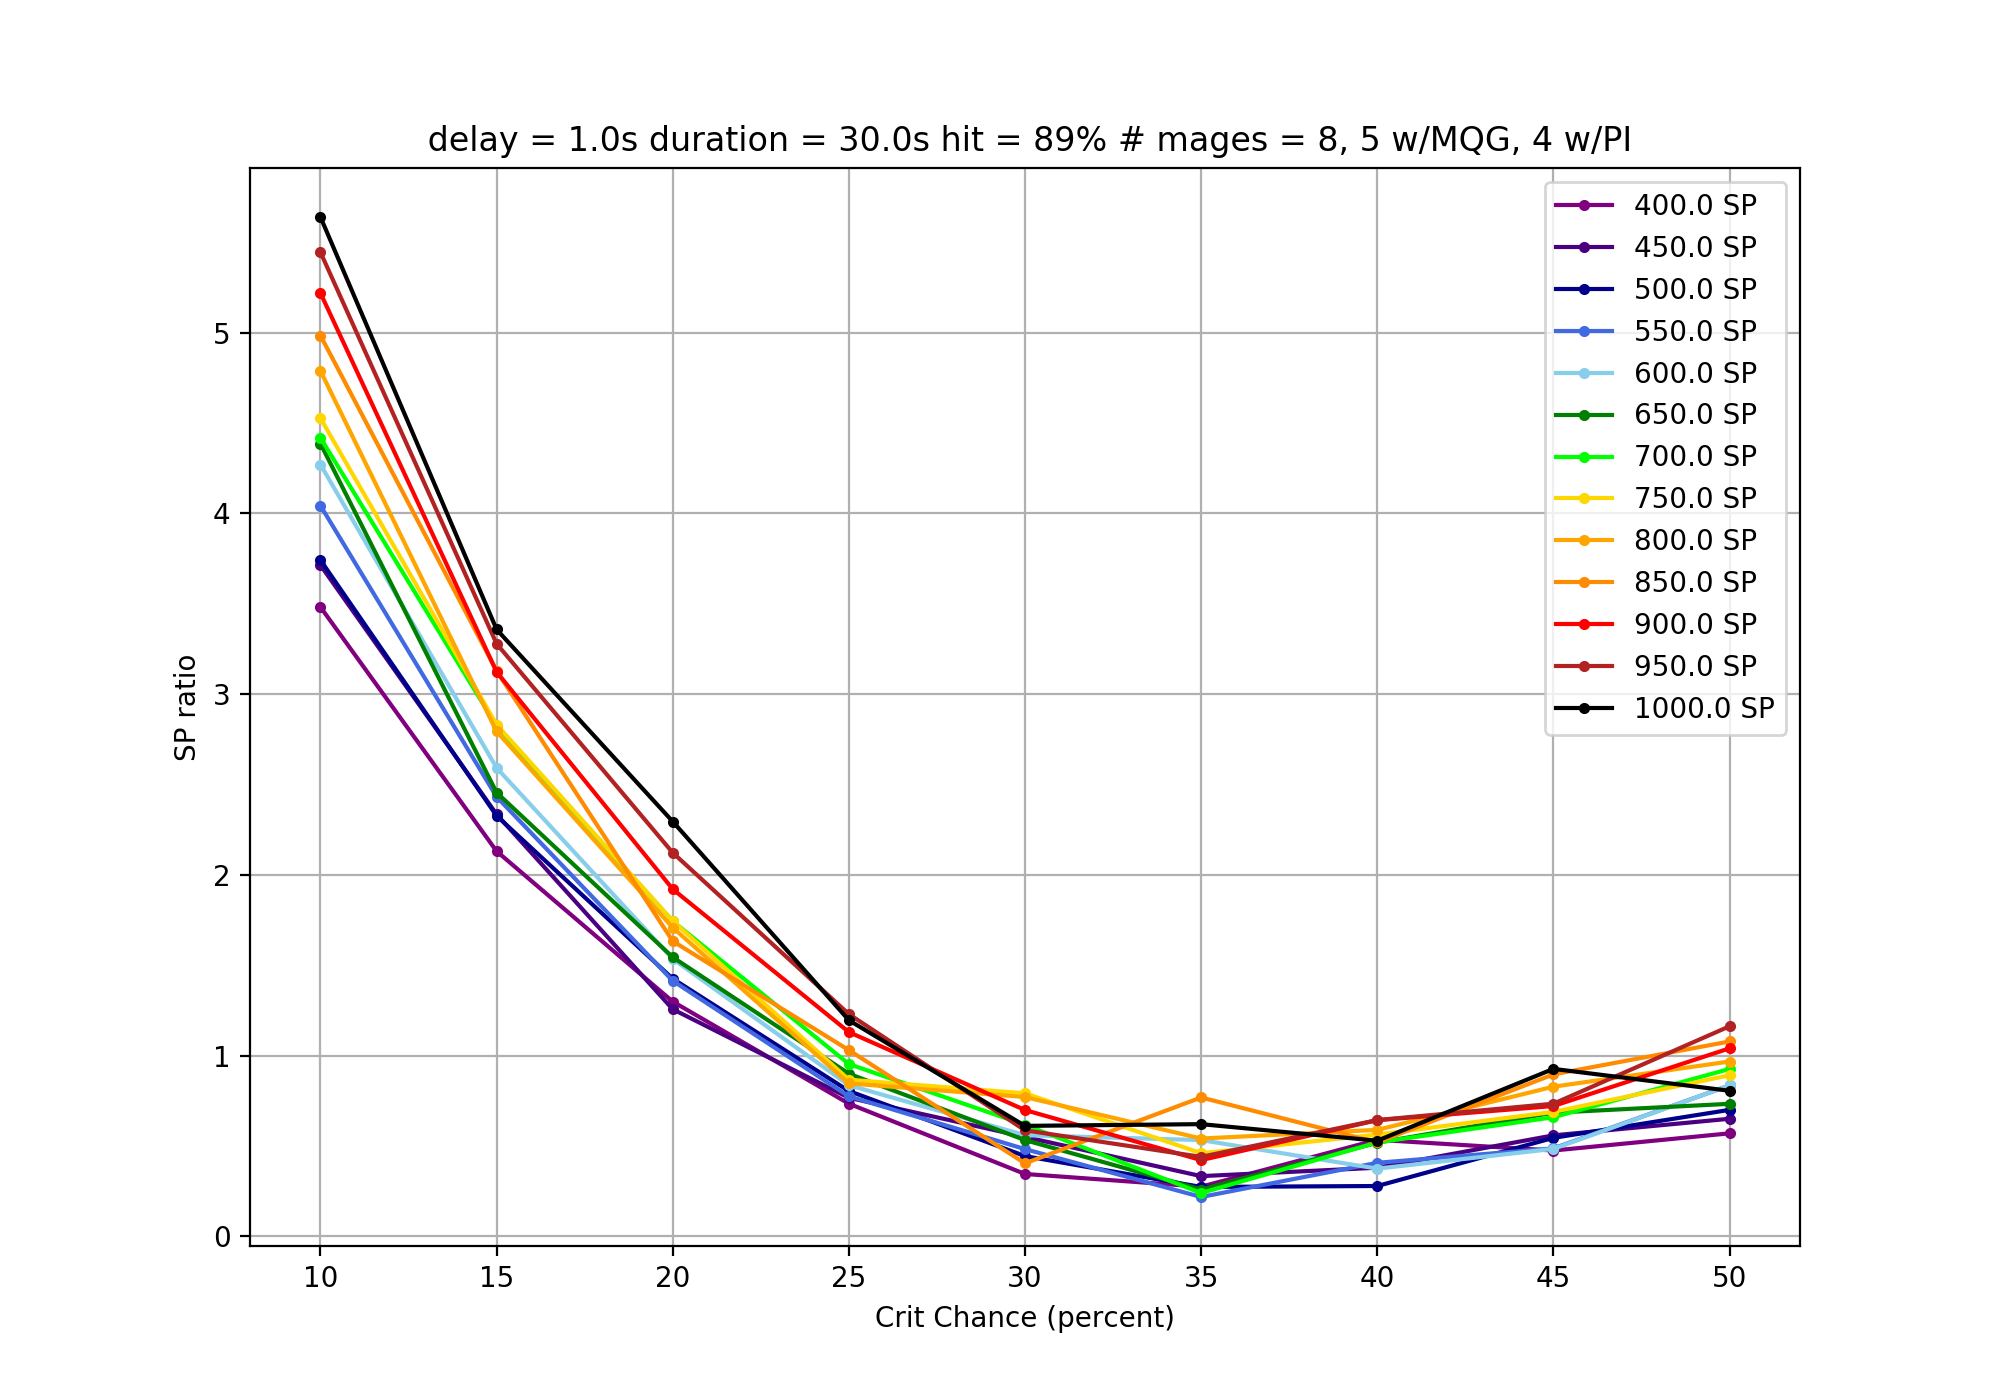 delay = 1.0s duration = 30.0s hit = 89% # mages = 8, 5 w/MQG, 4 w/PI
400.0 SP
450.0 SP
500.0 SP
550.0 SP
600.0 SP
650.0 SP
700.0 SP
750.0 SP
800.0 SP
850.0 SP
900.0 SP
950.0 SP
1000.0 SP
5
4
3
2
1
0
SP ratio
10 15 20 25 30 35 40 45 50
Crit Chance (percent)